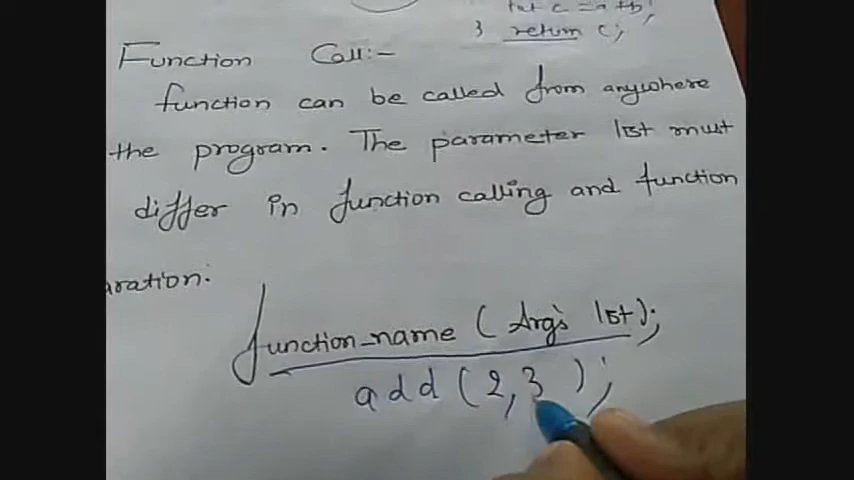 int c = a + b;
} return c;
Function Call:-
function can be called from anywhere
the program. The parameter list must
differ in function calling and function
aration.
function_name ( Arg's list );
add ( 2, 3 );